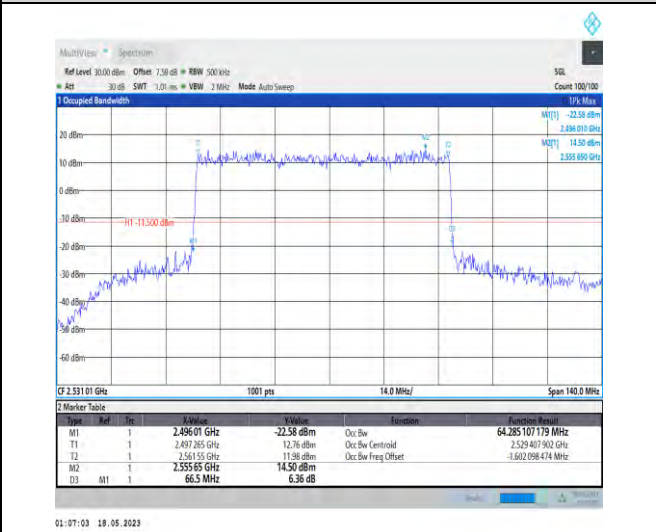 MultiView Spectrum
Ref Level 30.00 dBm Offset 7.59 dB RBW 500 kHz SGL
Att 30 dB SWT 1.01 ms VBW 2 MHz Mode Auto Sweep Count 100/100
1 Occupied Bandwidth 1Pk Max
M1[1] -22.58 dBm
2.496 010 GHz
M2[1] 14.50 dBm
2.555 650 GHz
20 dBm
10 dBm
0 dBm
-10 dBm
H1 -11.500 dBm
-20 dBm
-30 dBm
-40 dBm
-50 dBm
-60 dBm
T1
M2
T2
M1
D3
CF 2.531 01 GHz 1001 pts 14.0 MHz/ Span 140.0 MHz
2 Marker Table
Type Ref Trc X-Value Y-Value Function Function Result
M1 1 2.496 01 GHz -22.58 dBm Occ Bw 64.285 107 179 MHz
T1 1 2.497 265 GHz 12.76 dBm Occ Bw Centroid 2.529 407 902 GHz
T2 1 2.561 55 GHz 11.98 dBm Occ Bw Freq Offset -1.602 098 474 MHz
M2 1 2.555 65 GHz 14.50 dBm
D3 M1 1 66.5 MHz 6.36 dB
01:07:03 18.05.2023